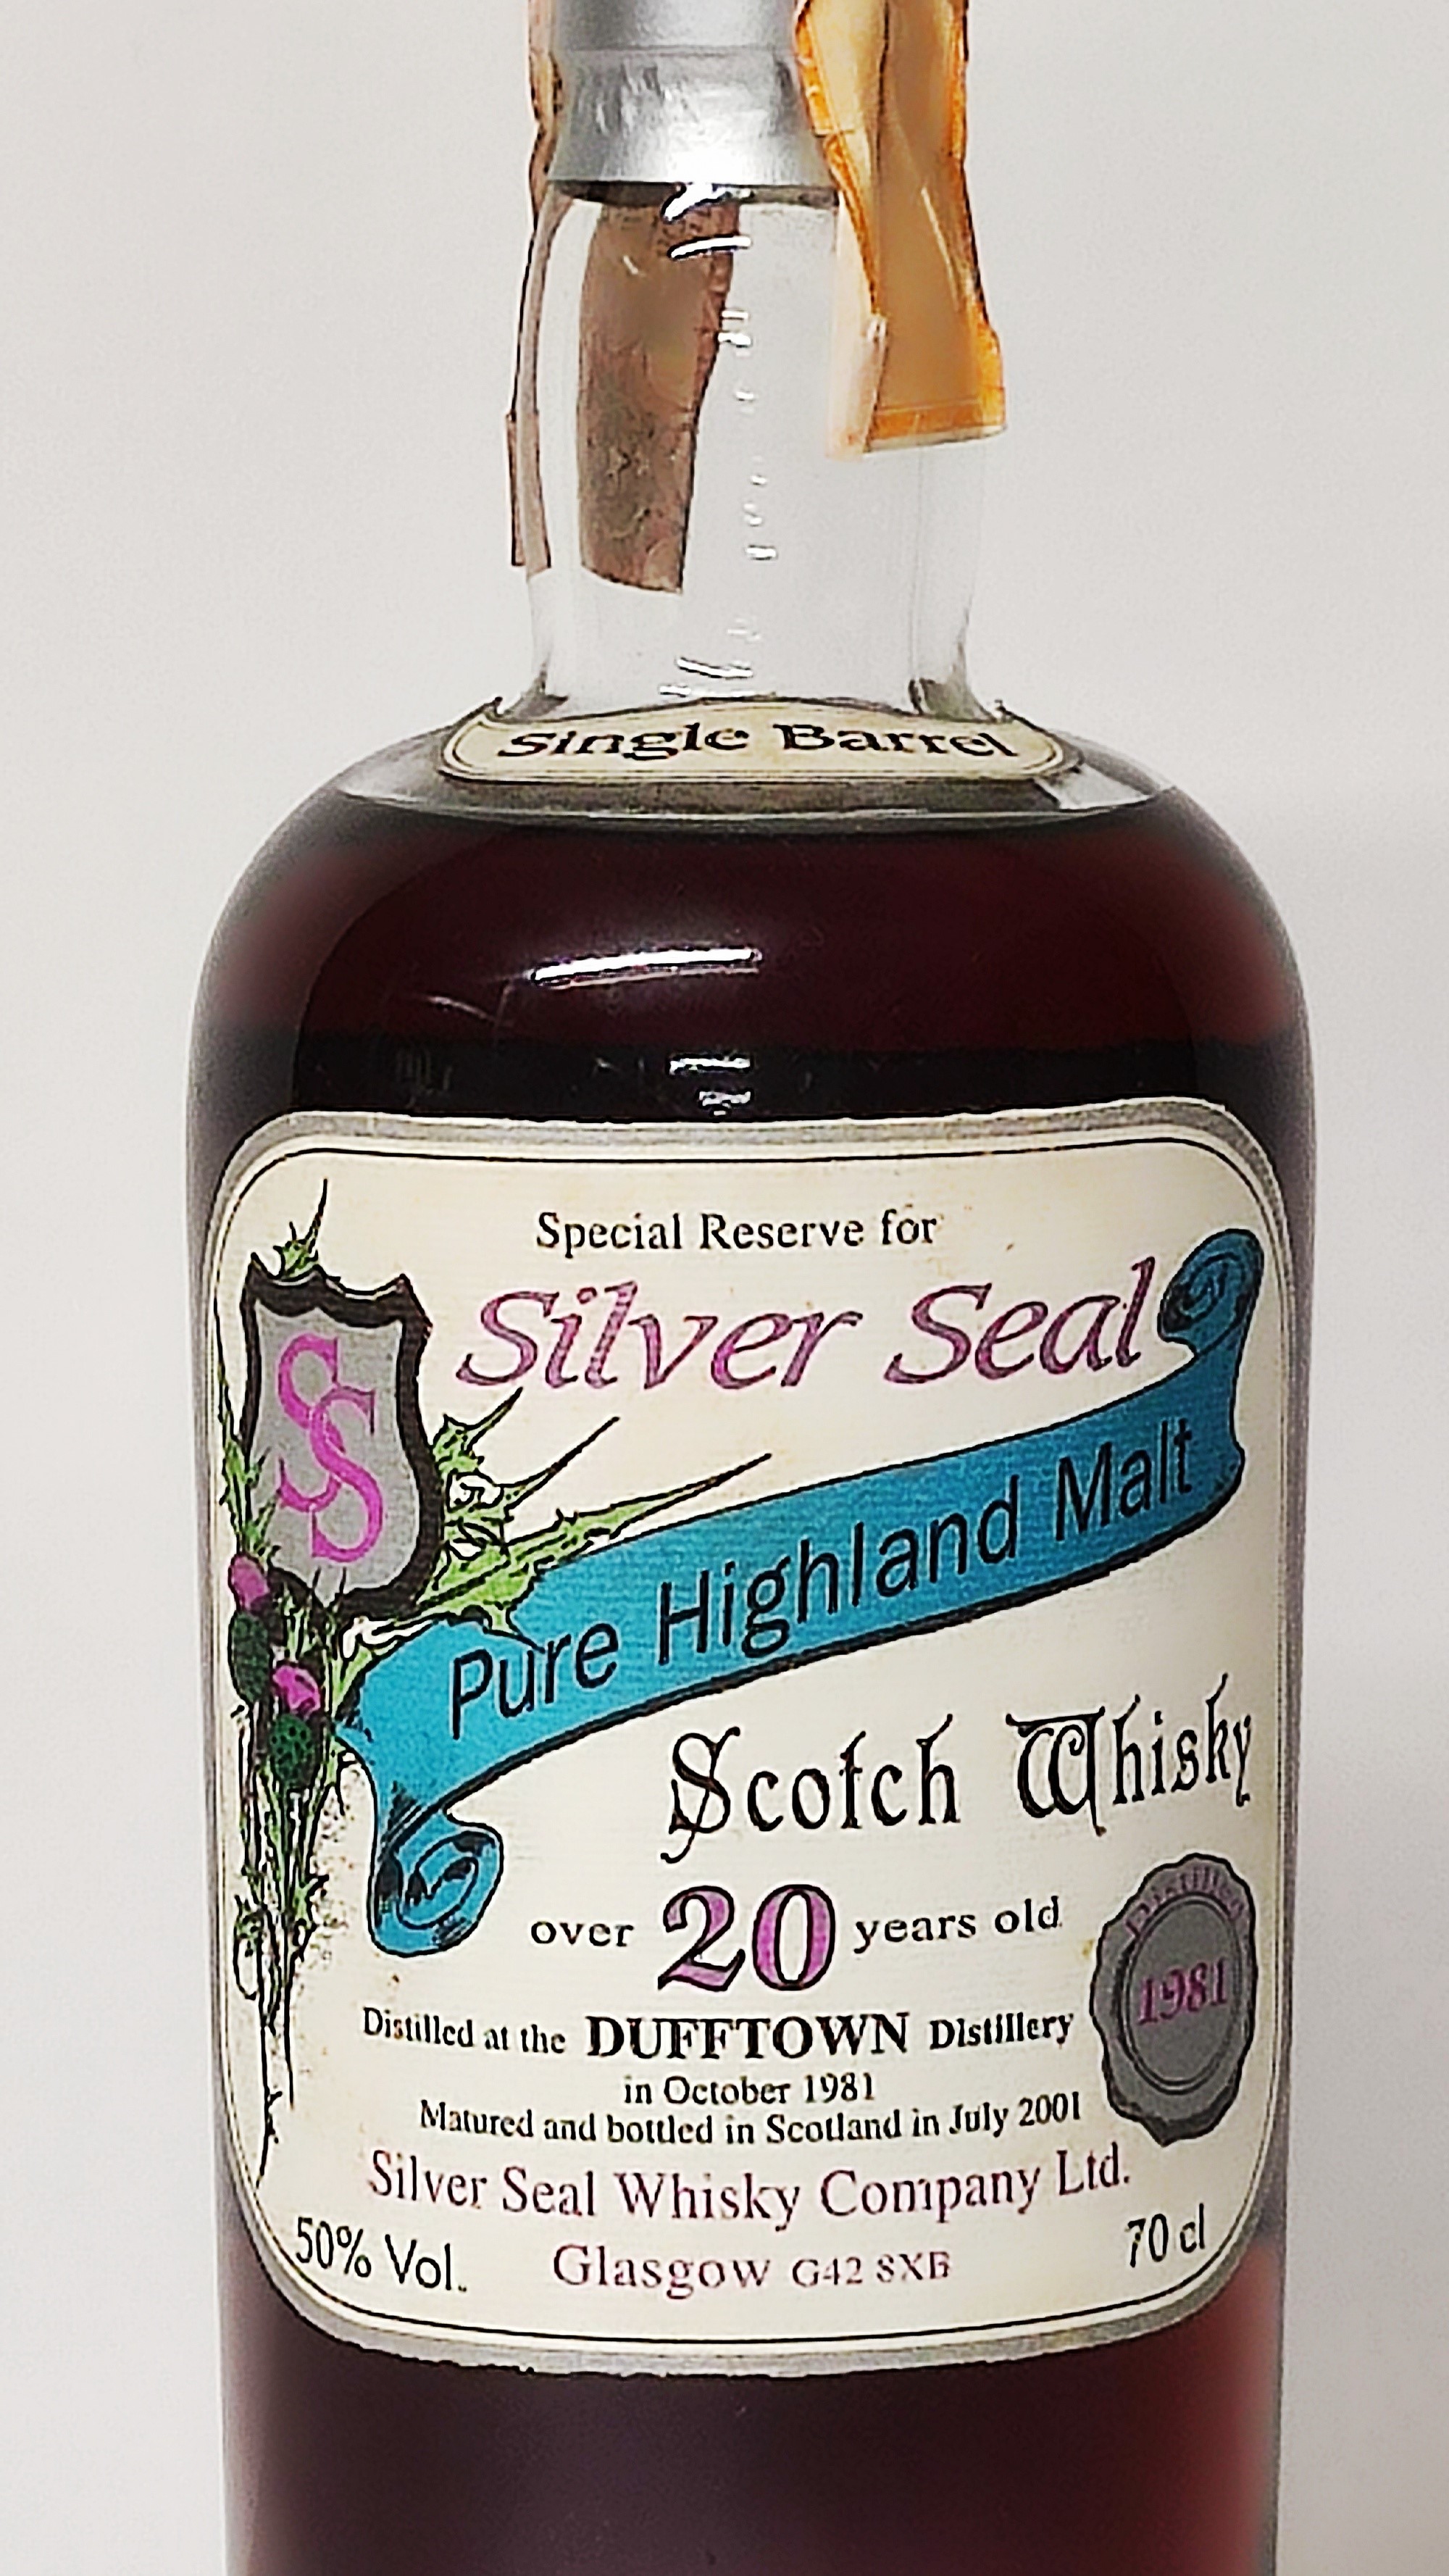 Single Barrel
Special Reserve for
Silver Seal
SS
Pure Highland Malt
Scotch Whisky
over 20 years old
Distilled
1981
Distilled at the DUFFTOWN Distillery
in October 1981
Matured and bottled in Scotland in July 2001
Silver Seal Whisky Company Ltd.
50% Vol.
Glasgow G42 8XB
70 cl